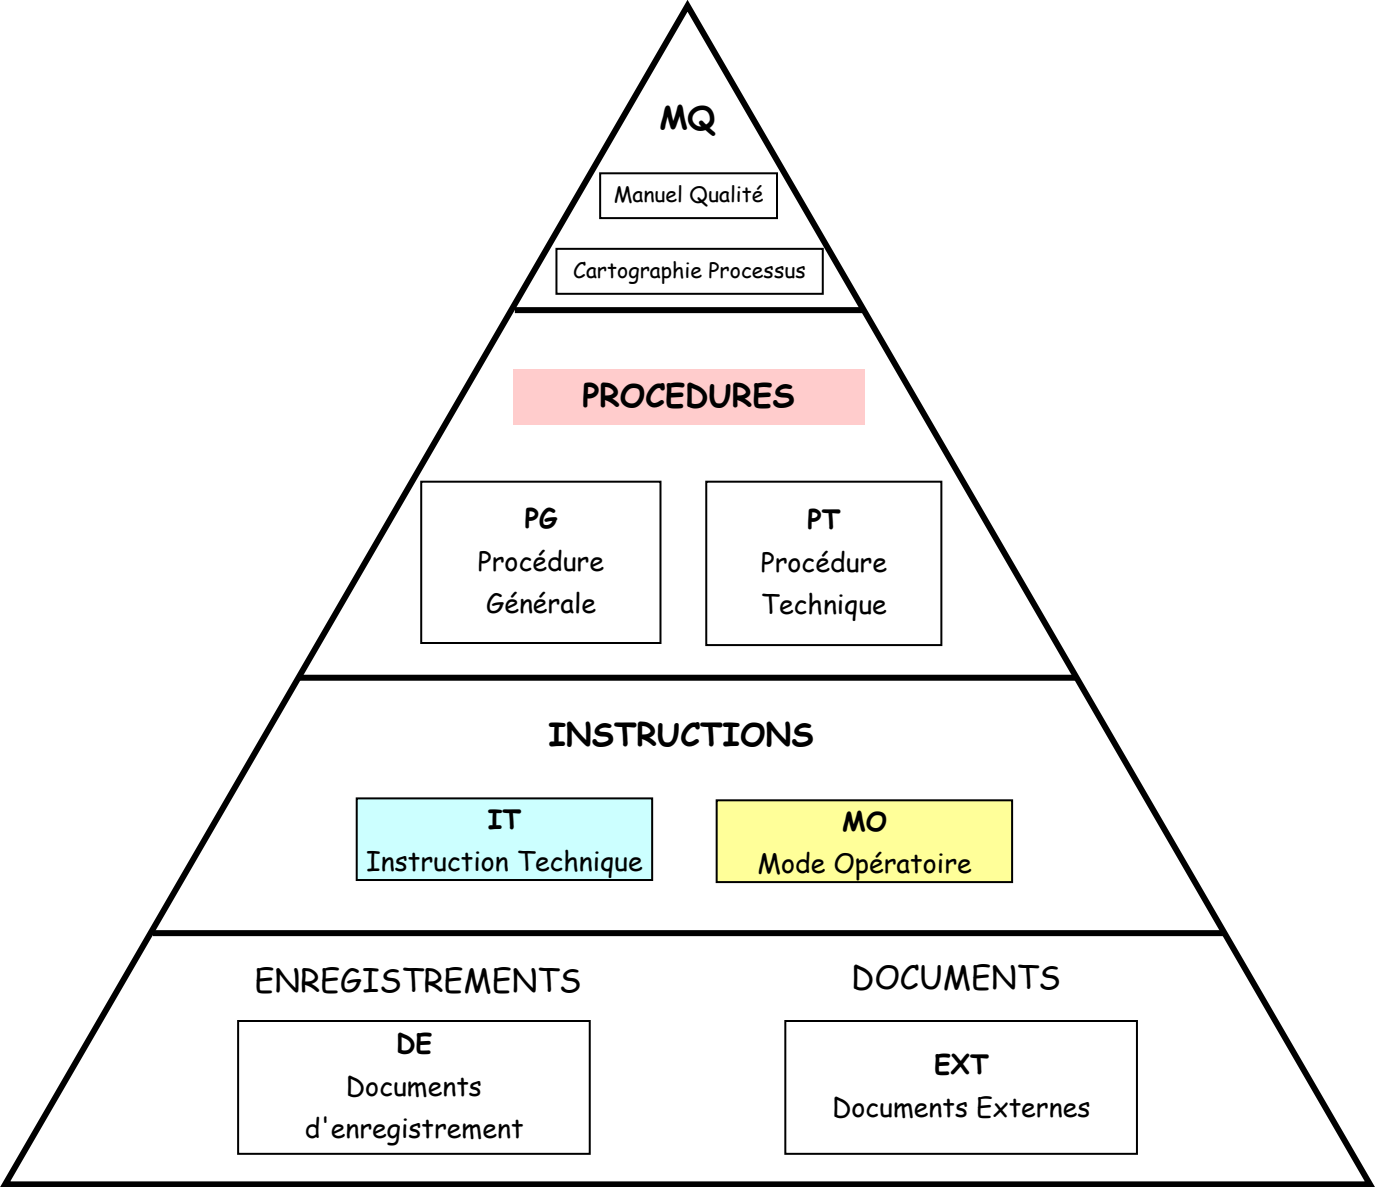 MQ
Manuel Qualité
Cartographie Processus
PROCEDURES
PG
Procédure
Générale
PT
Procédure
Technique
INSTRUCTIONS
IT
Instruction Technique
MO
Mode Opératoire
ENREGISTREMENTS
DE
Documents
d'enregistrement
DOCUMENTS
EXT
Documents Externes